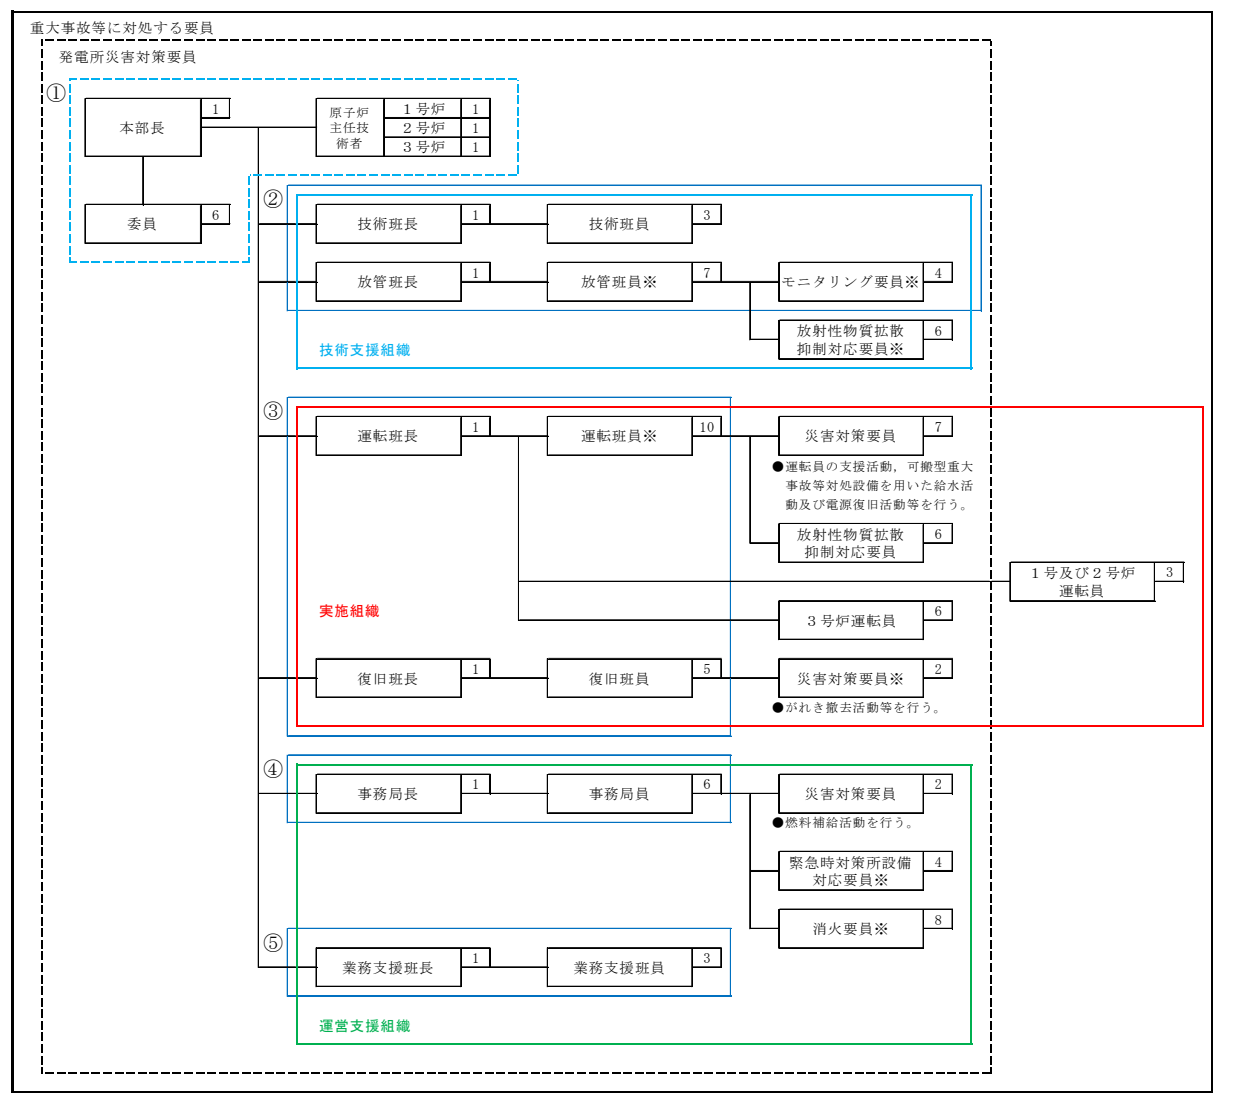 重大事故等に対処する要員
発電所災害対策要員
①
本部長
1
原子炉
主任技
術者
1号炉
1
2号炉
1
3号炉
1
委員
6
②
技術班長
1
技術班員
3
放管班長
1
放管班員※
7
モニタリング要員※
4
放射性物質拡散
抑制対応要員※
6
技術支援組織
③
運転班長
1
運転班員※
10
災害対策要員
7
●運転員の支援活動，可搬型重大
事故等対処設備を用いた給水活
動及び電源復旧活動等を行う。
放射性物質拡散
抑制対応要員
6
1号及び2号炉
運転員
3
実施組織
3号炉運転員
6
復旧班長
1
復旧班員
5
災害対策要員※
2
●がれき撤去活動等を行う。
④
事務局長
1
事務局員
6
災害対策要員
2
●燃料補給活動を行う。
緊急時対策所設備
対応要員※
4
消火要員※
8
⑤
業務支援班長
1
業務支援班員
3
運営支援組織